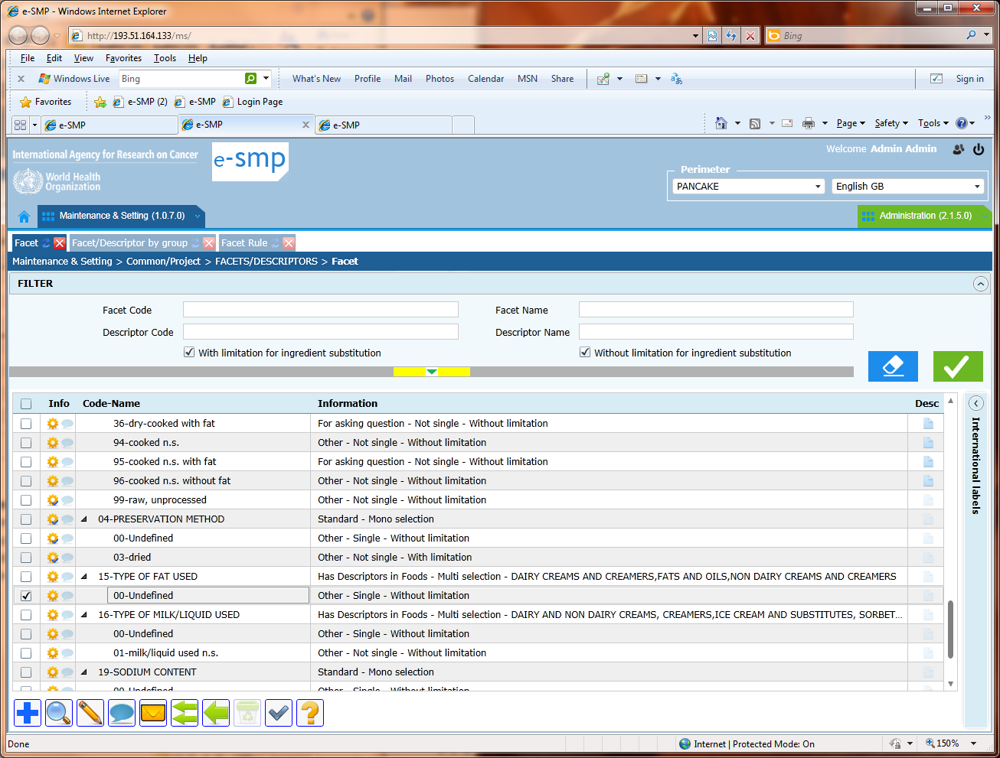 e-SMP - Windows Internet Explorer
http://193.51.164.133/ms/
Bing
File Edit View Favorites Tools Help
Windows Live Bing What's New Profile Mail Photos Calendar MSN Share Sign in
Favorites e-SMP (2) e-SMP Login Page
e-SMP e-SMP e-SMP Page Safety Tools
International Agency for Research on Cancer
World Health
Organization
e-smp
Welcome Admin Admin
Perimeter
PANCAKE English GB
Maintenance & Setting (1.0.7.0) Administration (2.1.5.0)
Facet Facet/Descriptor by group Facet Rule
Maintenance & Setting > Common/Project > FACETS/DESCRIPTORS > Facet
FILTER
Facet Code Facet Name
Descriptor Code Descriptor Name
With limitation for ingredient substitution Without limitation for ingredient substitution
Info Code-Name Information Desc
36-dry-cooked with fat For asking question - Not single - Without limitation
94-cooked n.s. Other - Not single - Without limitation
95-cooked n.s. with fat For asking question - Not single - Without limitation
96-cooked n.s. without fat Other - Not single - Without limitation
99-raw, unprocessed Other - Not single - Without limitation
04-PRESERVATION METHOD Standard - Mono selection
00-Undefined Other - Single - Without limitation
03-dried Other - Not single - With limitation
15-TYPE OF FAT USED Has Descriptors in Foods - Multi selection - DAIRY CREAMS AND CREAMERS,FATS AND OILS,NON DAIRY CREAMS AND CREAMERS
00-Undefined Other - Single - Without limitation
16-TYPE OF MILK/LIQUID USED Has Descriptors in Foods - Multi selection - DAIRY AND NON DAIRY CREAMS, CREAMERS,ICE CREAM AND SUBSTITUTES, SORBET...
00-Undefined Other - Single - Without limitation
01-milk/liquid used n.s. Other - Not single - Without limitation
19-SODIUM CONTENT Standard - Mono selection
00-Undefined Other - Single - Without limitation
International labels
Done Internet | Protected Mode: On 150%